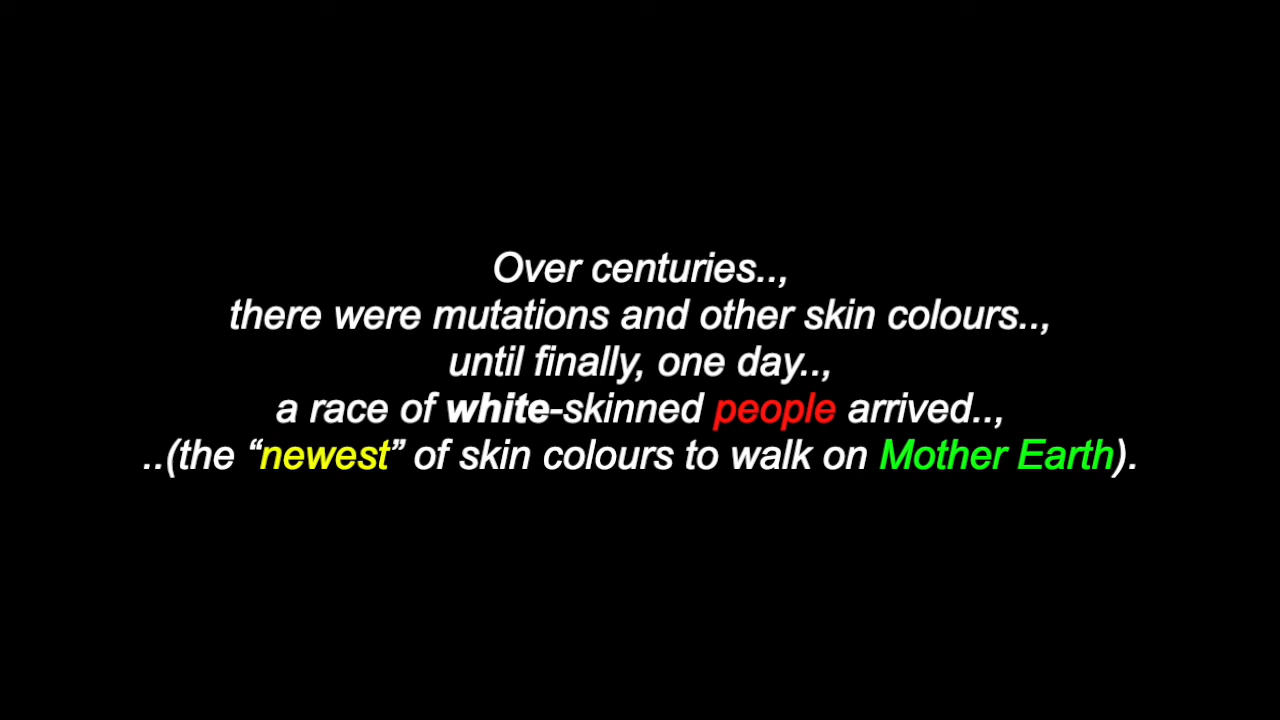 Over centuries..,
there were mutations and other skin colours..,
until finally, one day..,
a race of white-skinned people arrived..,
..(the “newest” of skin colours to walk on Mother Earth).